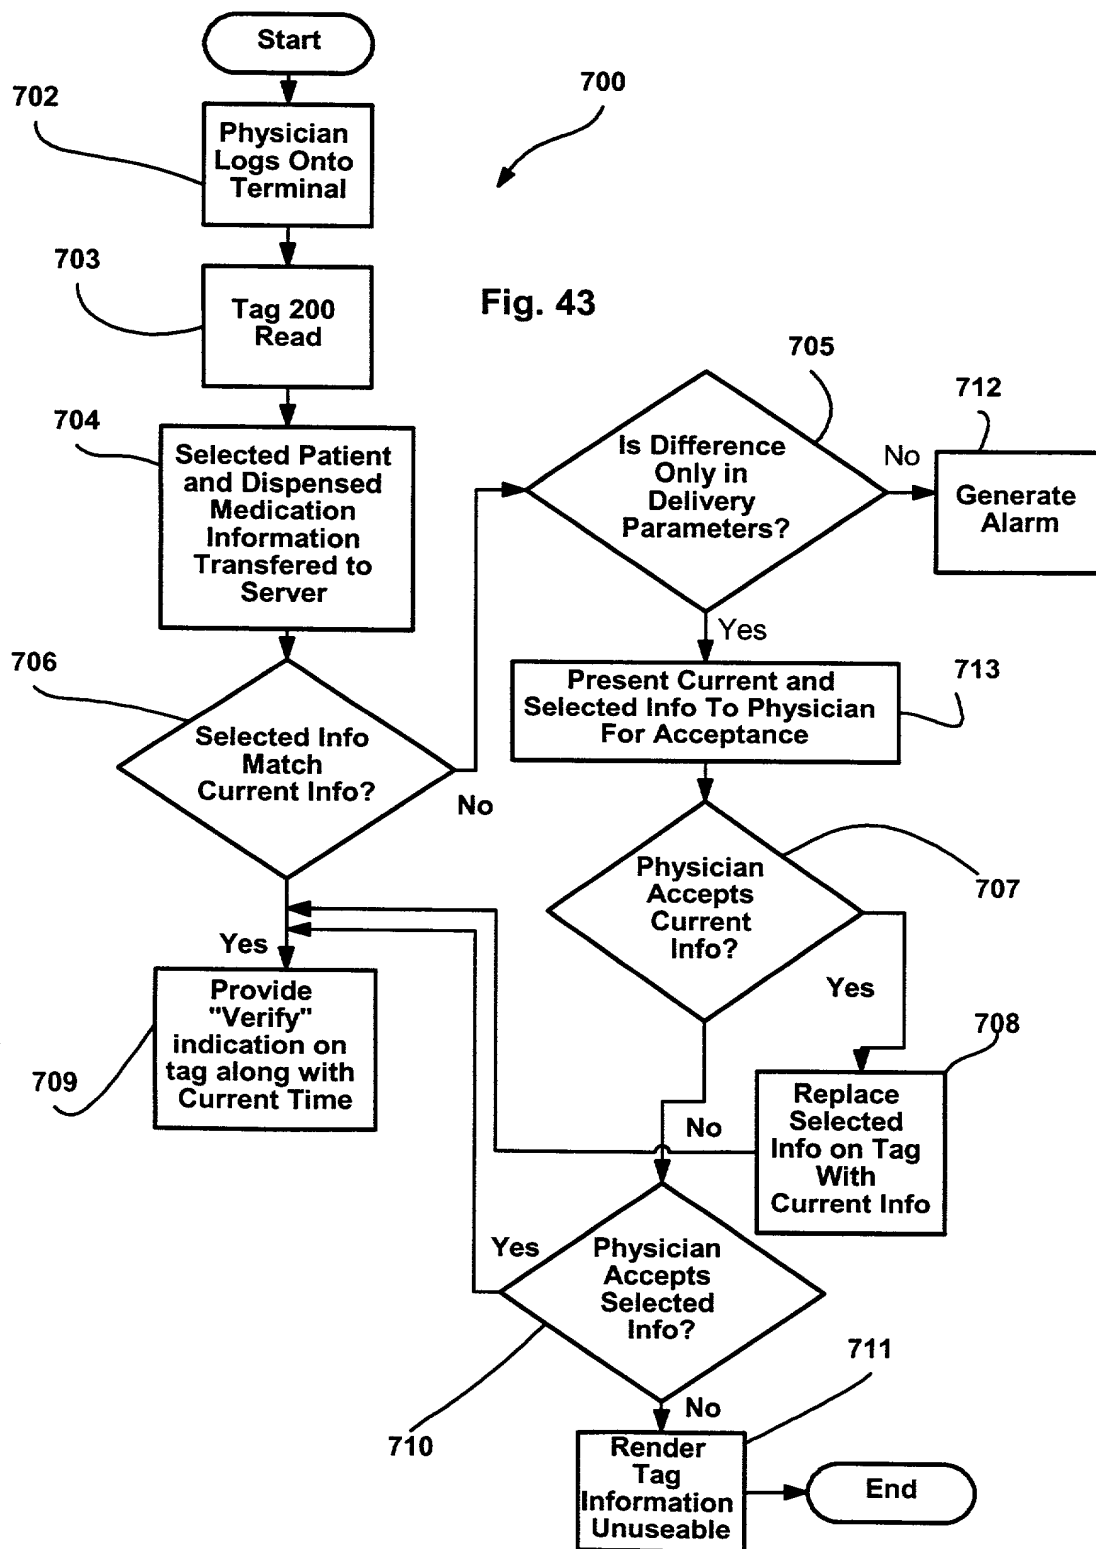 Start
702
700
Physician
Logs Onto
Terminal
703
Tag 200
Read
Fig. 43
705
712
704
Selected Patient
and Dispensed
Medication
Information
Transfered to
Server
Is Difference
Only in
Delivery
Parameters?
No
Generate
Alarm
Yes
706
Selected Info
Match
Current Info?
No
Present Current and
Selected Info To Physician
For Acceptance
713
Physician
Accepts
Current
Info?
707
Yes
Yes
Provide
"Verify"
indication on
tag along with
Current Time
709
708
Replace
Selected
Info on Tag
With
Current Info
No
Yes
Physician
Accepts
Selected
Info?
710
711
No
Render
Tag
Information
Unuseable
End